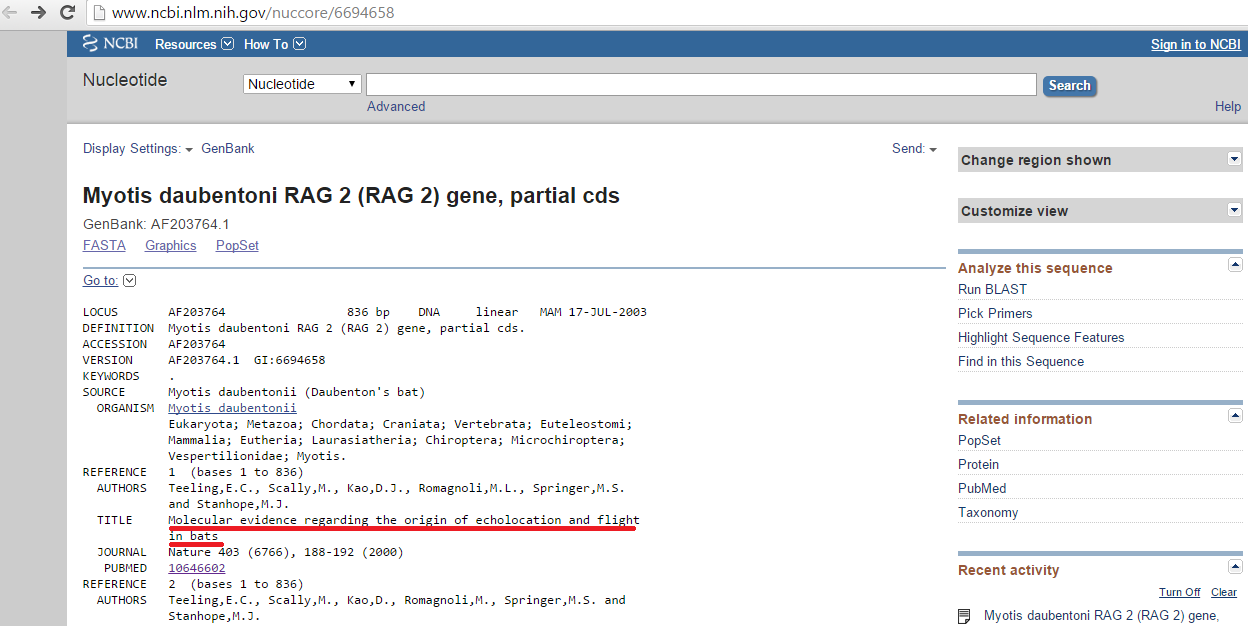 www.ncbi.nlm.nih.gov/nuccore/6694658
NCBI Resources How To Sign in to NCBI
Nucleotide Nucleotide Search
Advanced Help
Display Settings: GenBank Send:
Myotis daubentoni RAG 2 (RAG 2) gene, partial cds
GenBank: AF203764.1
FASTA Graphics PopSet
Go to:
LOCUS AF203764 836 bp DNA linear MAM 17-JUL-2003
DEFINITION Myotis daubentoni RAG 2 (RAG 2) gene, partial cds.
ACCESSION AF203764
VERSION AF203764.1 GI:6694658
KEYWORDS .
SOURCE Myotis daubentonii (Daubenton's bat)
ORGANISM Myotis daubentonii
Eukaryota; Metazoa; Chordata; Craniata; Vertebrata; Euteleostomi;
Mammalia; Eutheria; Laurasiatheria; Chiroptera; Microchiroptera;
Vespertilionidae; Myotis.
REFERENCE 1 (bases 1 to 836)
AUTHORS Teeling,E.C., Scally,M., Kao,D.J., Romagnoli,M.L., Springer,M.S.
and Stanhope,M.J.
TITLE Molecular evidence regarding the origin of echolocation and flight
in bats
JOURNAL Nature 403 (6766), 188-192 (2000)
PUBMED 10646602
REFERENCE 2 (bases 1 to 836)
AUTHORS Teeling,E.C., Scally,M., Kao,D., Romagnoli,M., Springer,M.S. and
Stanhope,M.J.
Change region shown
Customize view
Analyze this sequence
Run BLAST
Pick Primers
Highlight Sequence Features
Find in this Sequence
Related information
PopSet
Protein
PubMed
Taxonomy
Recent activity
Turn Off Clear
Myotis daubentoni RAG 2 (RAG 2) gene,